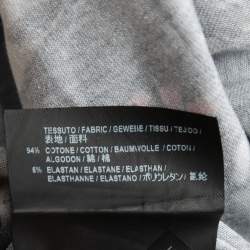 TESSUTO / FABRIC / GEWEBE / TISSU / TEJIDO /
表地 / 面料
94% COTONE / COTTON / BAUMWOLLE / COTON /
ALGODON / 綿 / 棉
6% ELASTAN / ELASTANE / ELASTHAN /
ELASTHANNE / ELASTANO / ポリウレタン / 氨纶